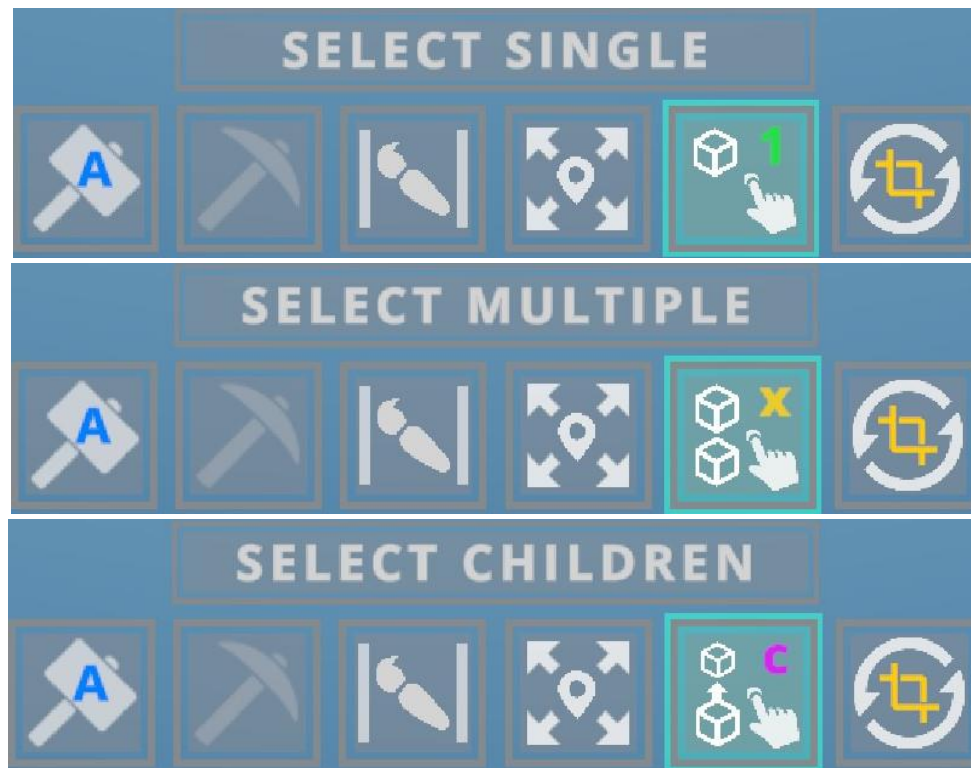 SELECT SINGLE
A 1
SELECT MULTIPLE
A X
SELECT CHILDREN
A C